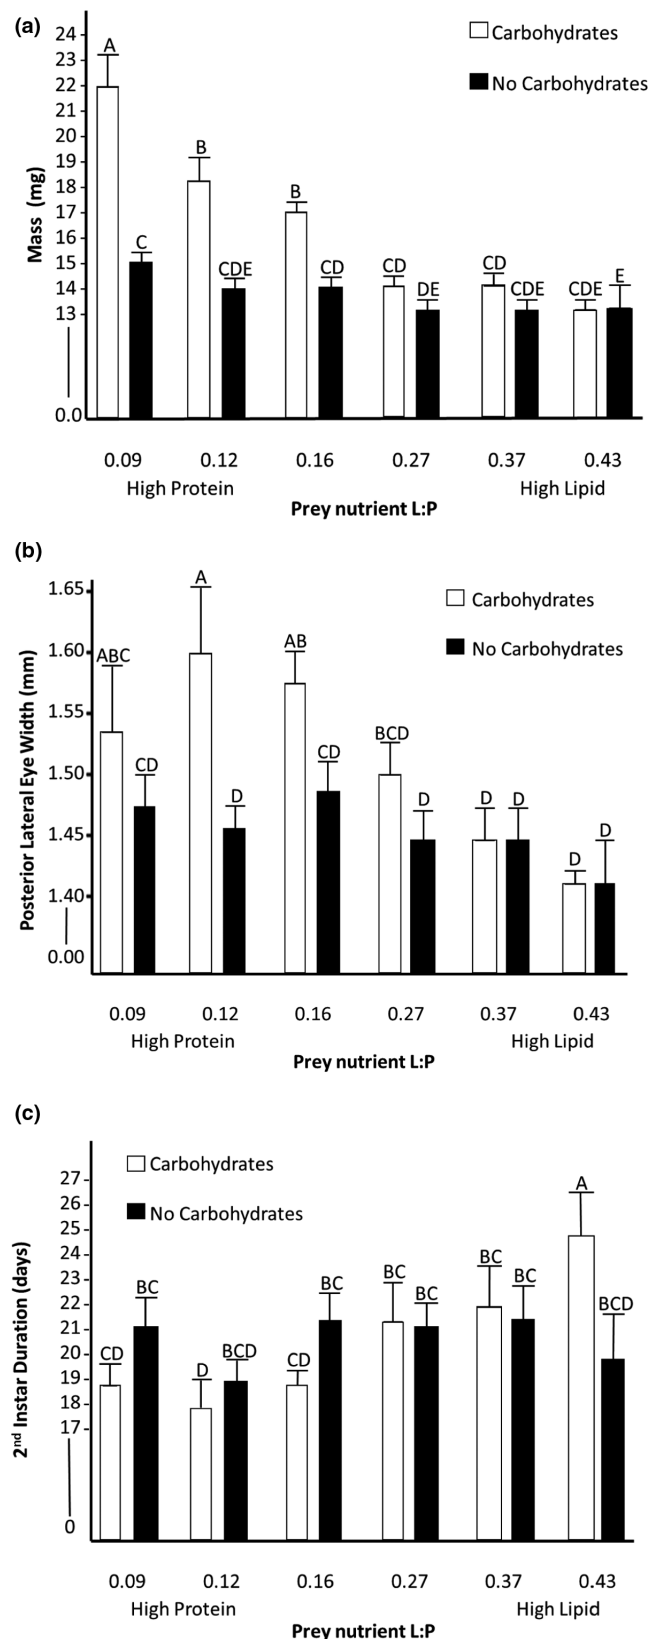 (a)
Mass (mg)
24
23
22
21
20
19
18
17
16
15
14
13
0.0
Carbohydrates
No Carbohydrates
A
C
B
CDE
B
CD
CD
DE
CD
CDE
CDE
E
0.09 0.12 0.16 0.27 0.37 0.43
High Protein High Lipid
Prey nutrient L:P
(b)
Posterior Lateral Eye Width (mm)
1.65
1.60
1.55
1.50
1.45
1.40
0.00
Carbohydrates
No Carbohydrates
ABC
CD
A
D
AB
CD
BCD
D
D
D
D
D
0.09 0.12 0.16 0.27 0.37 0.43
High Protein High Lipid
Prey nutrient L:P
(c)
2nd Instar Duration (days)
27
26
25
24
23
22
21
20
19
18
17
0
Carbohydrates
No Carbohydrates
CD
BC
D
BCD
CD
BC
BC
BC
BC
BC
A
BCD
0.09 0.12 0.16 0.27 0.37 0.43
High Protein High Lipid
Prey nutrient L:P